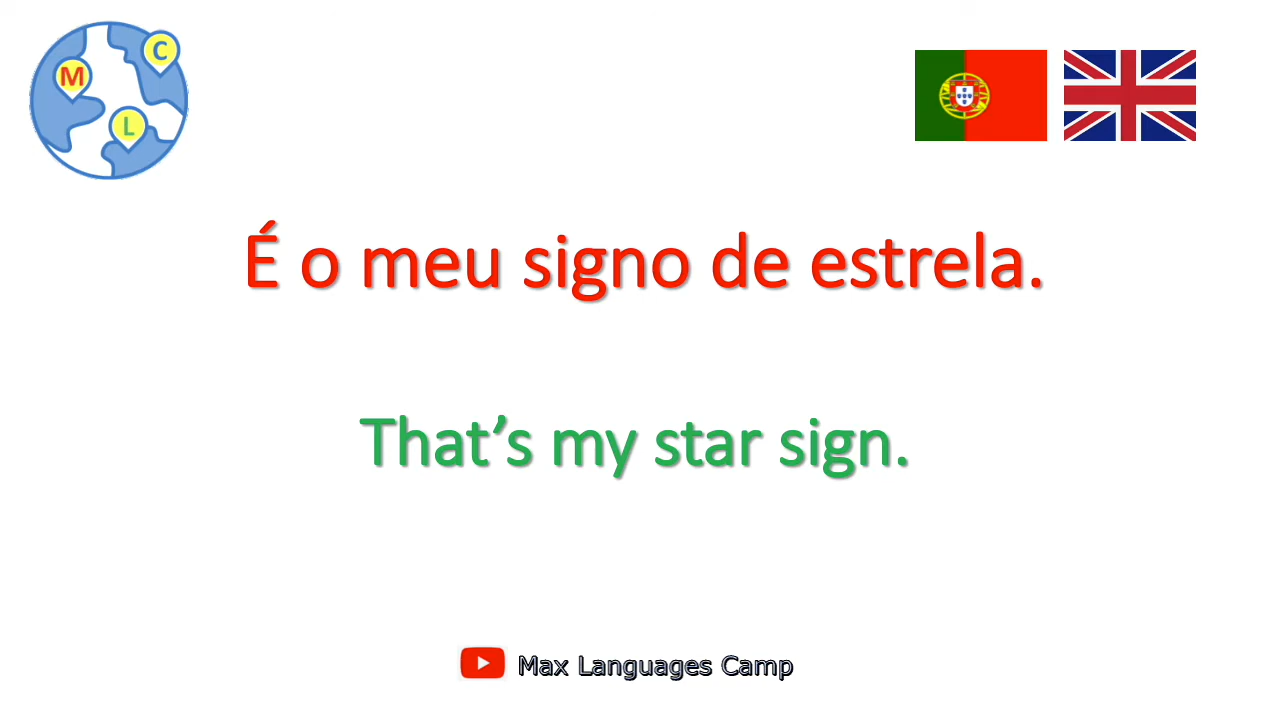 C
M
L
É o meu signo de estrela.
That’s my star sign.
Max Languages Camp